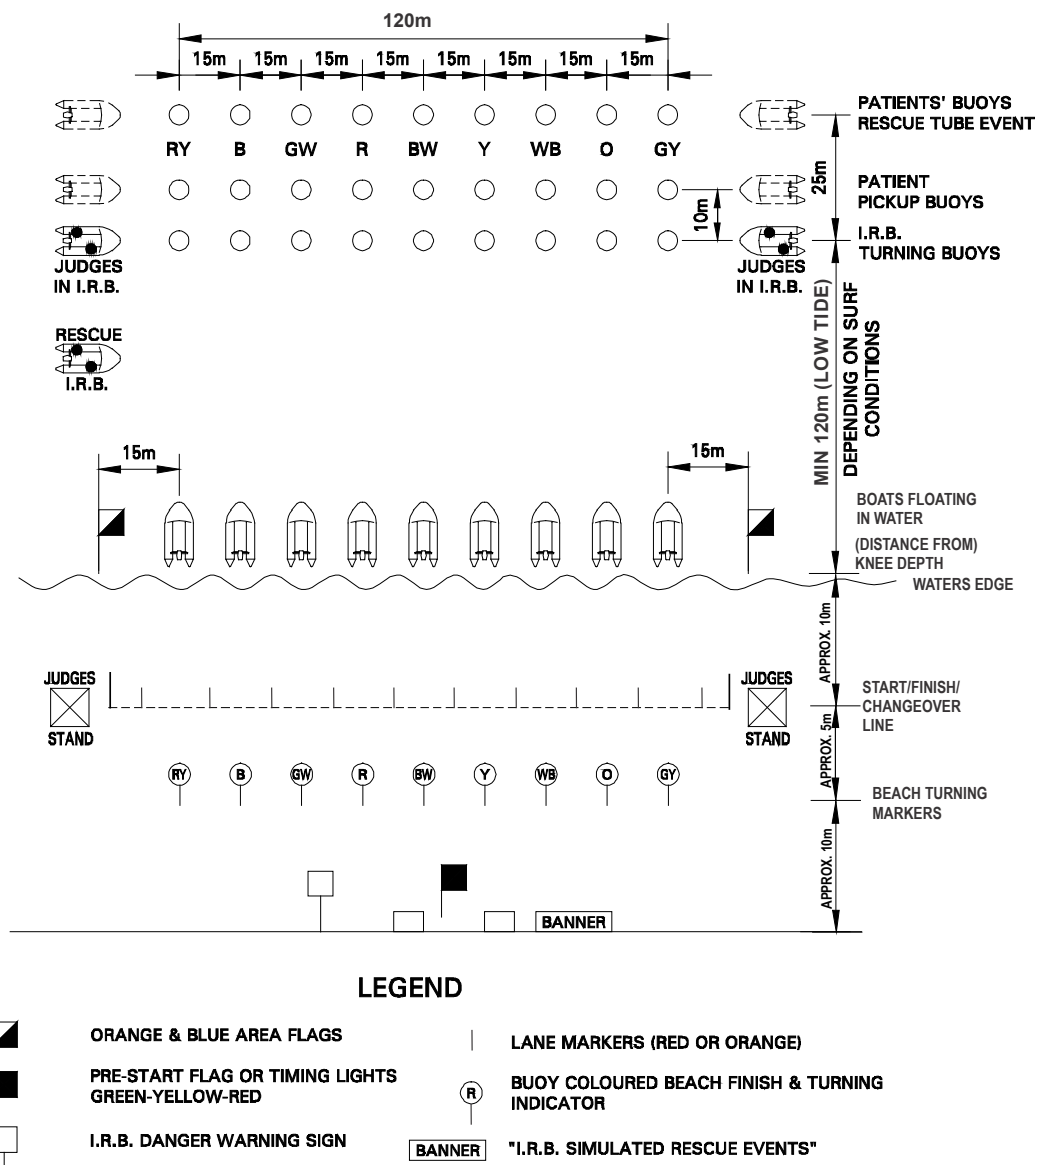 120m
15m 15m 15m 15m 15m 15m 15m 15m
PATIENTS' BUOYS
RESCUE TUBE EVENT
RY B GW R BW Y WB O GY
25m
PATIENT
PICKUP BUOYS
10m
I.R.B.
TURNING BUOYS
JUDGES
IN I.R.B.
JUDGES
IN I.R.B.
RESCUE
I.R.B.
MIN 120m (LOW TIDE)
DEPENDING ON SURF
CONDITIONS
15m
15m
BOATS FLOATING
IN WATER
(DISTANCE FROM)
KNEE DEPTH
WATERS EDGE
APPROX. 10m
JUDGES
STAND
JUDGES
STAND
START/FINISH/
CHANGEOVER
LINE
APPROX. 5m
RY B GW R BW Y WB O GY
BEACH TURNING
MARKERS
APPROX. 10m
BANNER
LEGEND
ORANGE & BLUE AREA FLAGS
PRE-START FLAG OR TIMING LIGHTS
GREEN-YELLOW-RED
I.R.B. DANGER WARNING SIGN
LANE MARKERS (RED OR ORANGE)
R
BUOY COLOURED BEACH FINISH & TURNING
INDICATOR
BANNER
"I.R.B. SIMULATED RESCUE EVENTS"